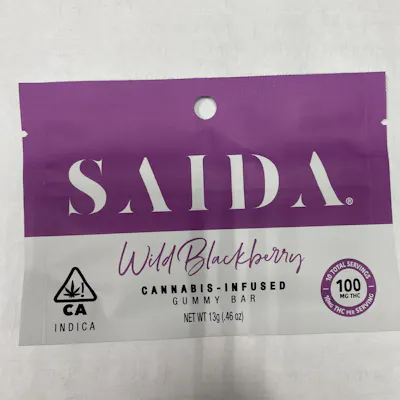 SAIDA®
Wild Blackberry
CANNABIS-INFUSED
GUMMY BAR
NET WT 13g (.46 oz)
!
CA
INDICA
10 TOTAL SERVINGS
100
MG THC
10mg THC PER SERVING